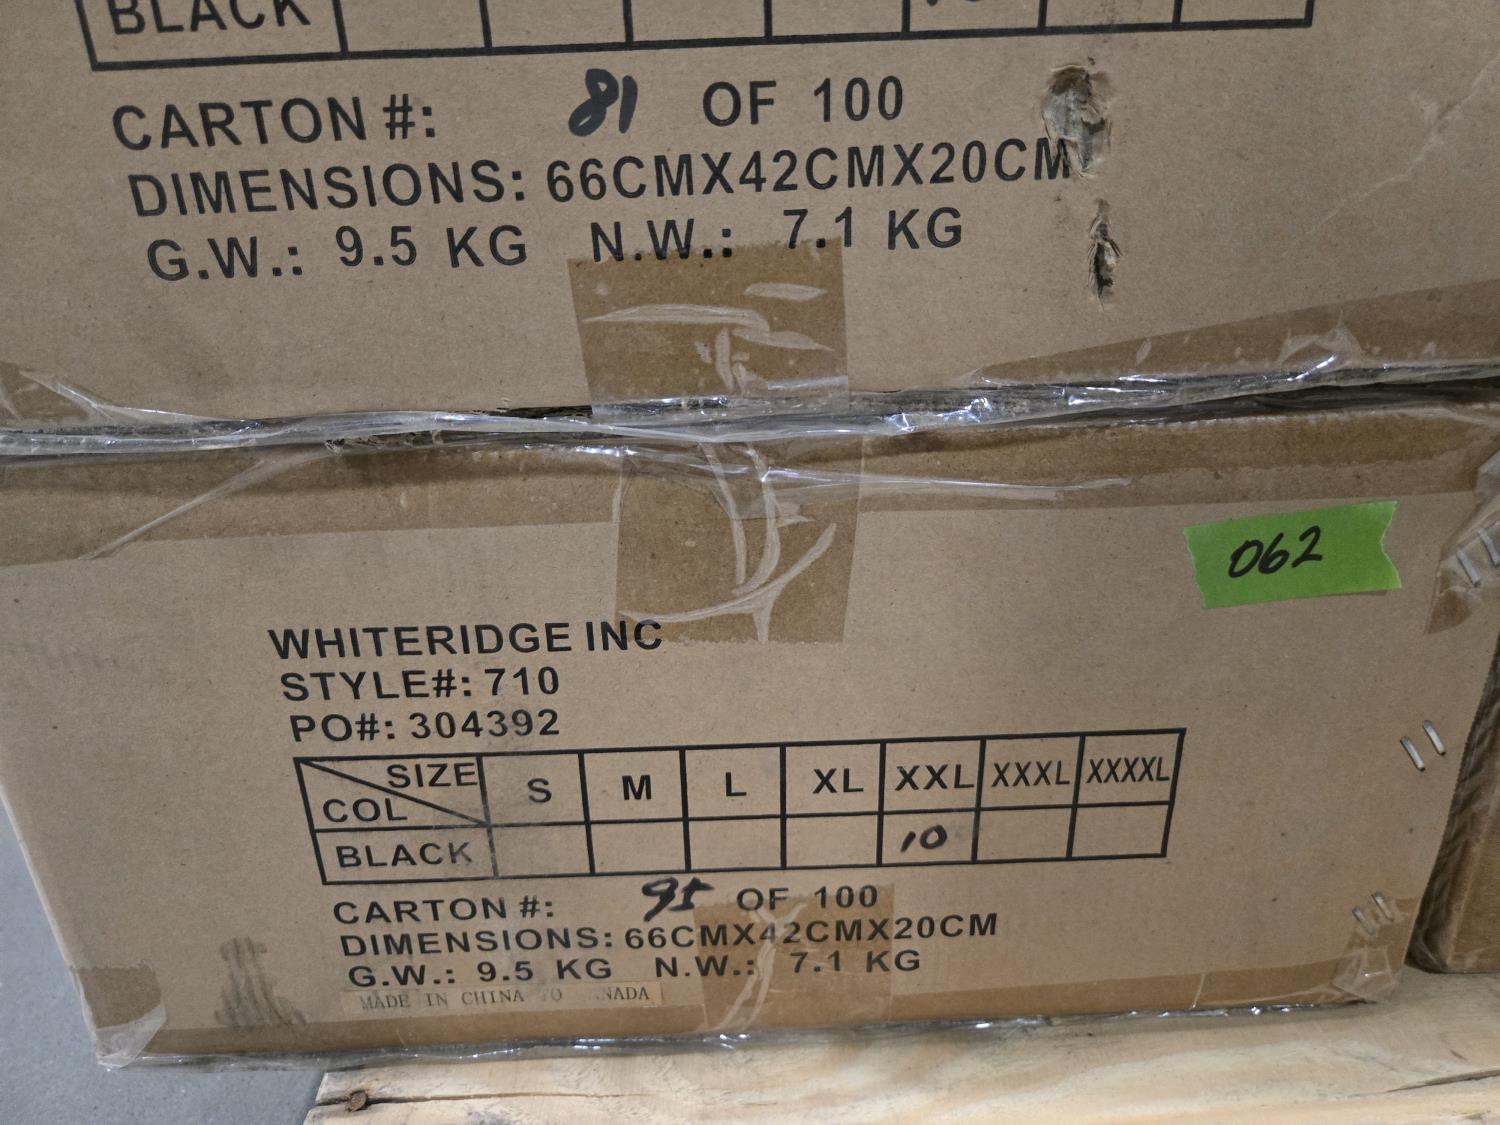 BLACK
CARTON #: 81 OF 100
DIMENSIONS: 66CMX42CMX20CM
G.W.: 9.5 KG N.W.: 7.1 KG
062
WHITERIDGE INC
STYLE#: 710
PO#: 304392
SIZE COL S M L XL XXL XXXL XXXXL
BLACK 10
CARTON #: 95 OF 100
DIMENSIONS: 66CMX42CMX20CM
G.W.: 9.5 KG N.W.: 7.1 KG
MADE IN CHINA